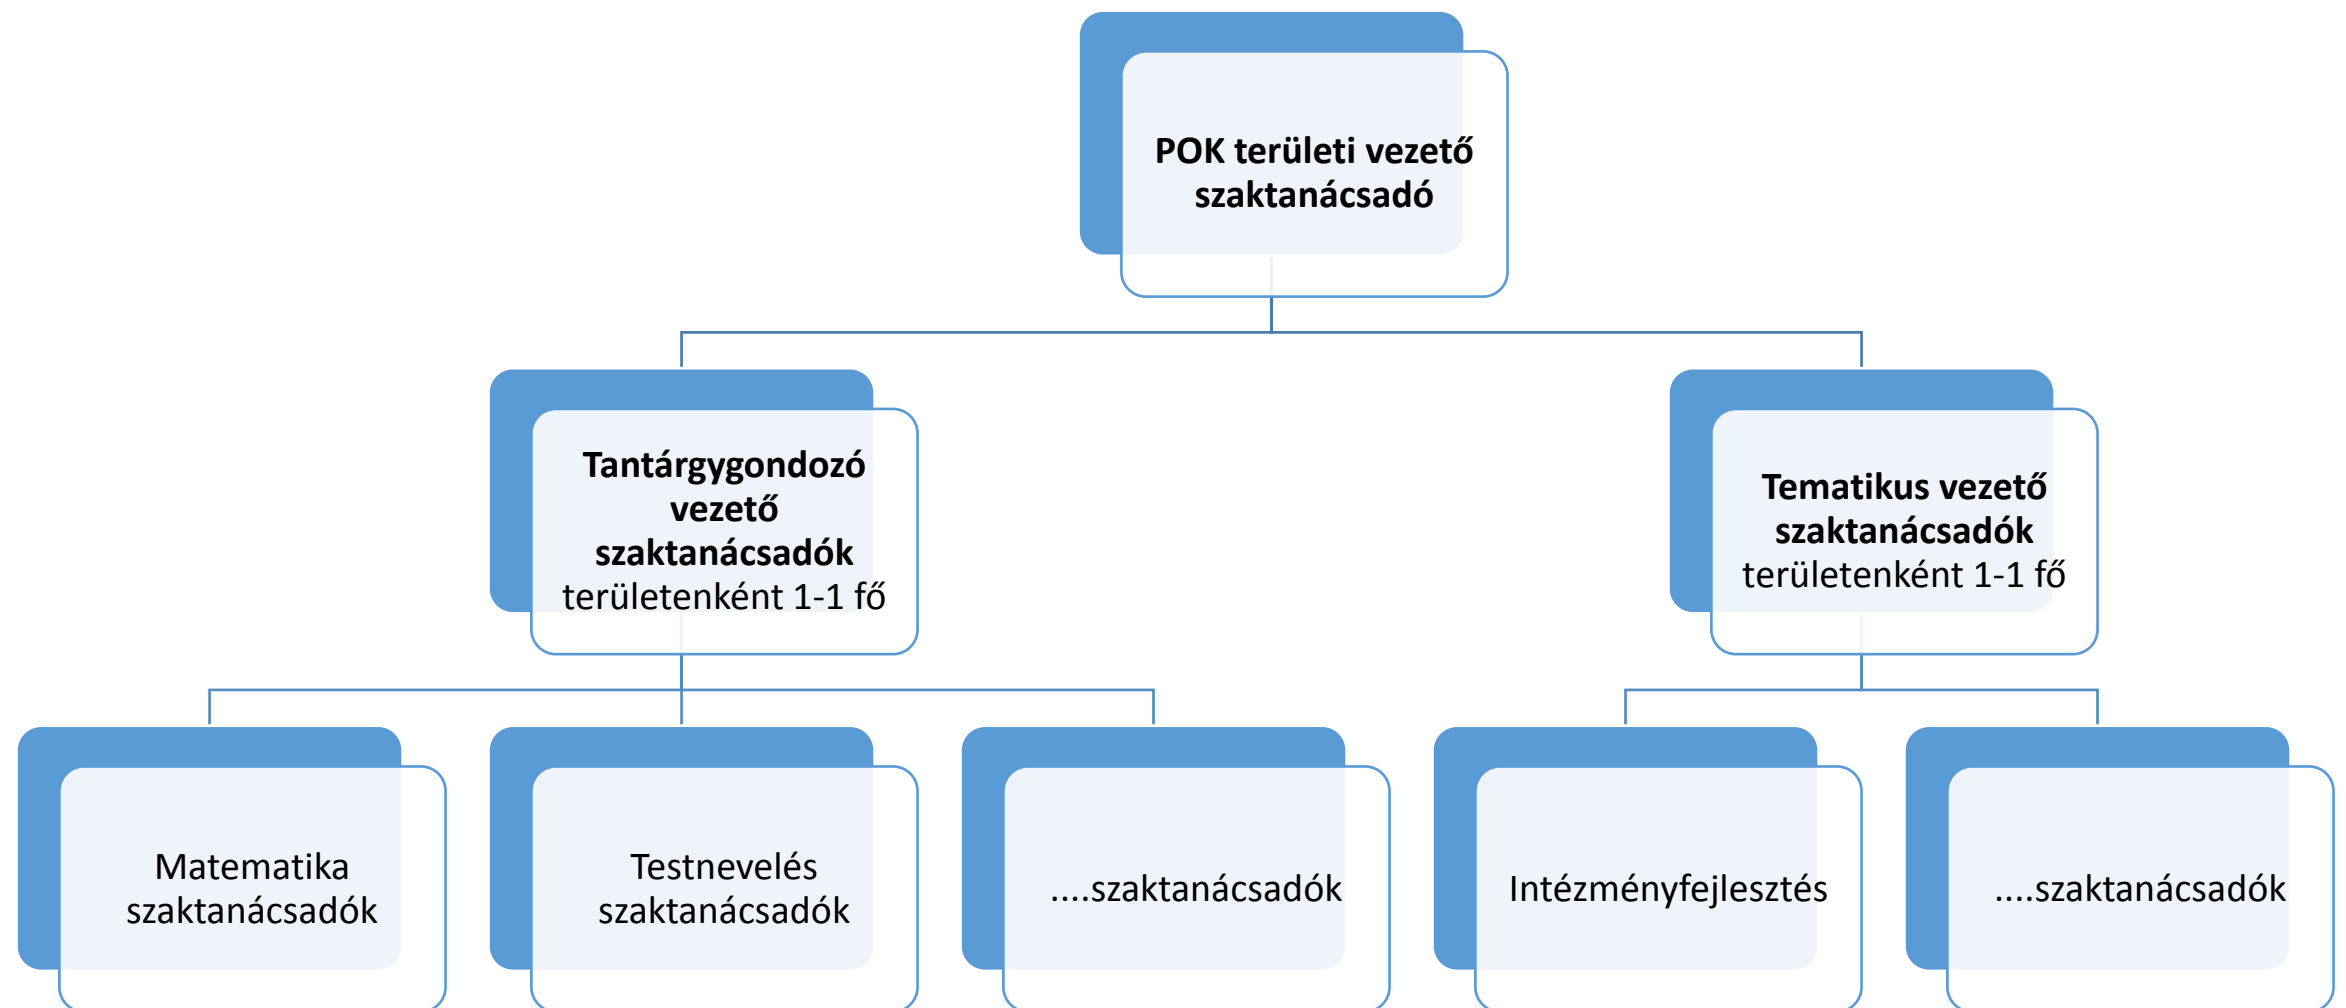 POK területi vezető
szaktanácsadó
Tantárgygondozó
vezető
szaktanácsadók
területenként 1-1 fő
Tematikus vezető
szaktanácsadók
területenként 1-1 fő
Matematika
szaktanácsadók
Testnevelés
szaktanácsadók
....szaktanácsadók
Intézményfejlesztés
....szaktanácsadók